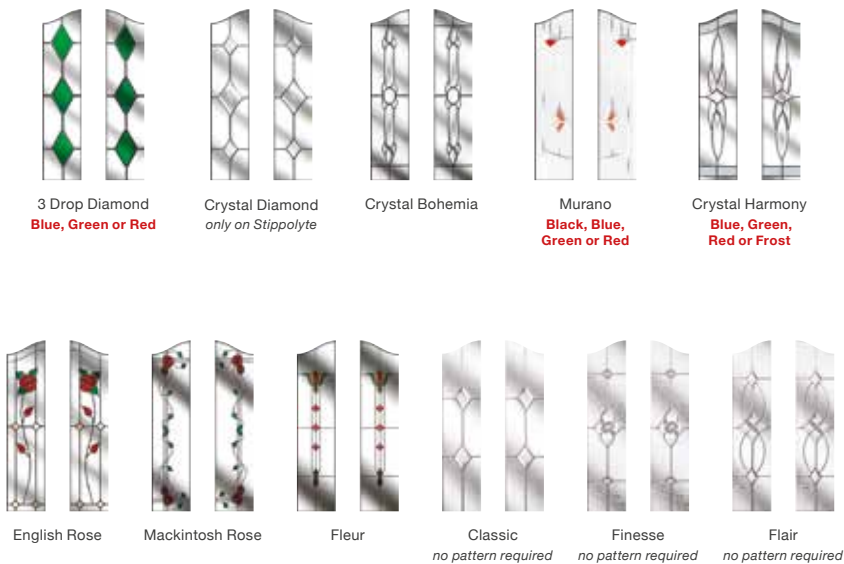 3 Drop Diamond
Blue, Green or Red
Crystal Diamond
only on Stippolyte
Crystal Bohemia
Murano
Black, Blue,
Green or Red
Crystal Harmony
Blue, Green,
Red or Frost
English Rose
Mackintosh Rose
Fleur
Classic
no pattern required
Finesse
no pattern required
Flair
no pattern required